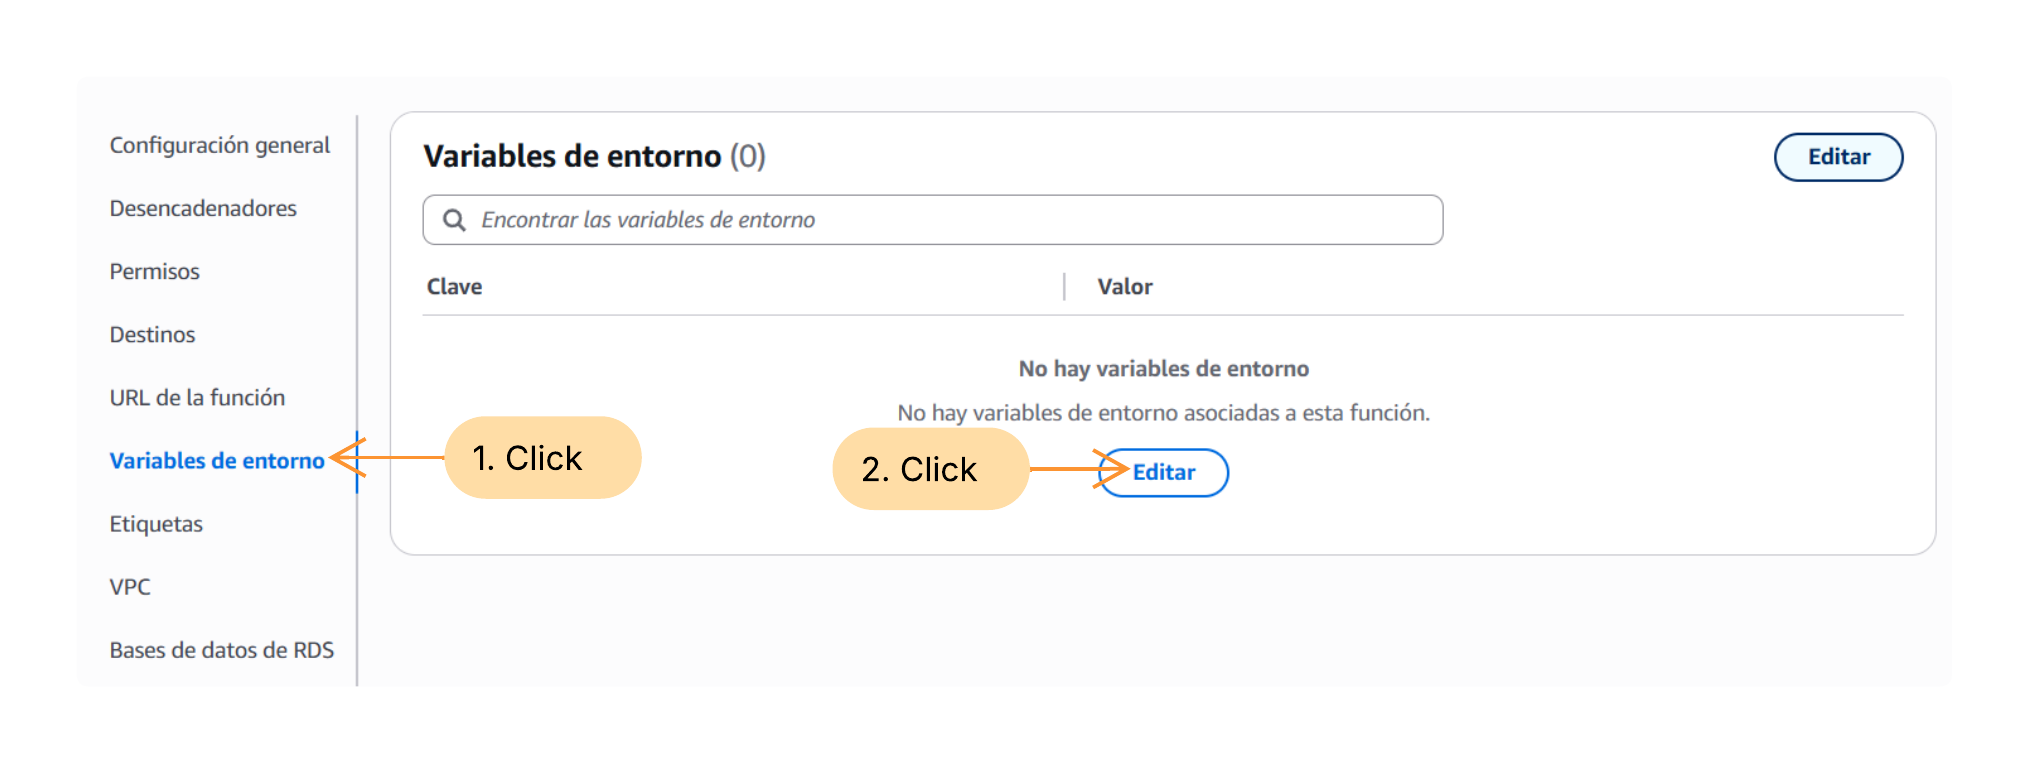 Configuración general
Desencadenadores
Permisos
Destinos
URL de la función
Variables de entorno
Etiquetas
VPC
Bases de datos de RDS
1. Click
Variables de entorno (0)
Editar
Encontrar las variables de entorno
Clave
Valor
No hay variables de entorno
No hay variables de entorno asociadas a esta función.
2. Click
Editar